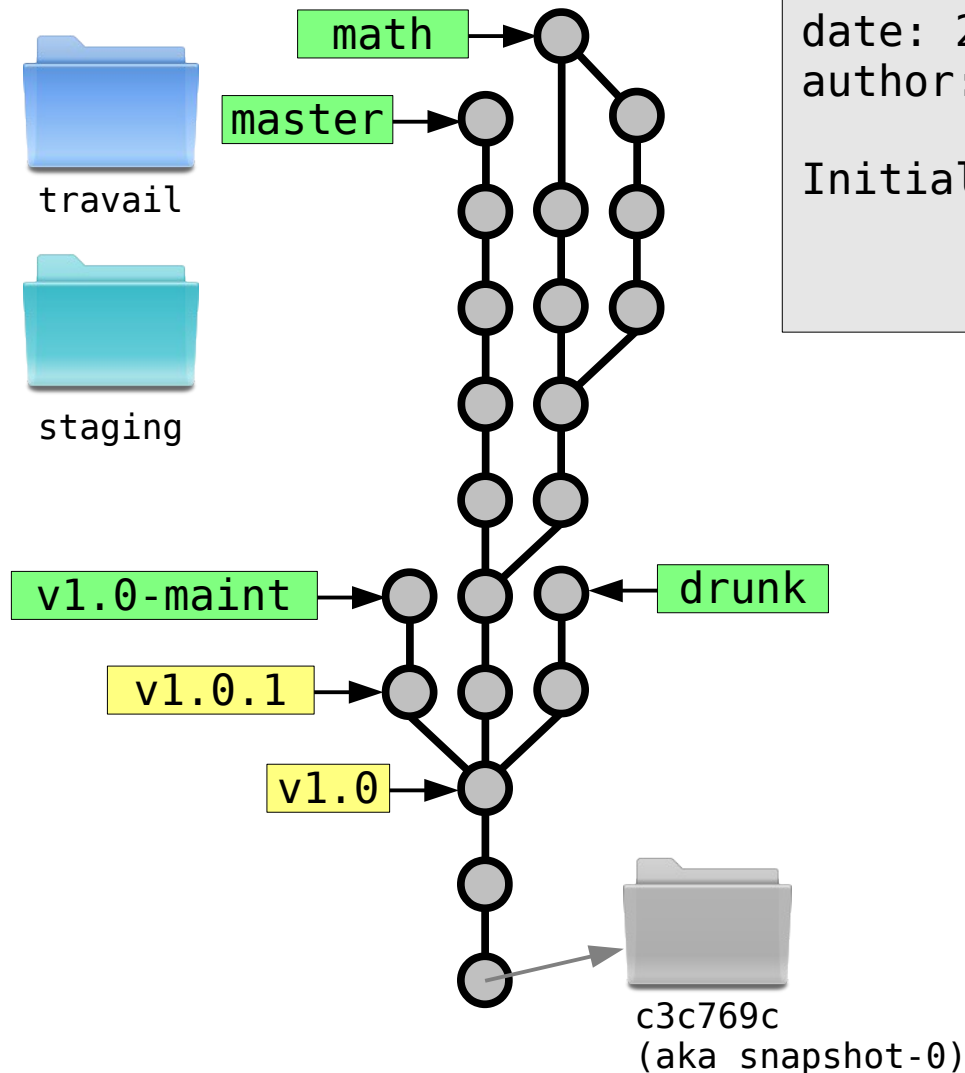 math
date: 2
author:
master
Initial
travail
staging
v1.0-maint
drunk
v1.0.1
v1.0
c3c769c
(aka snapshot-0)